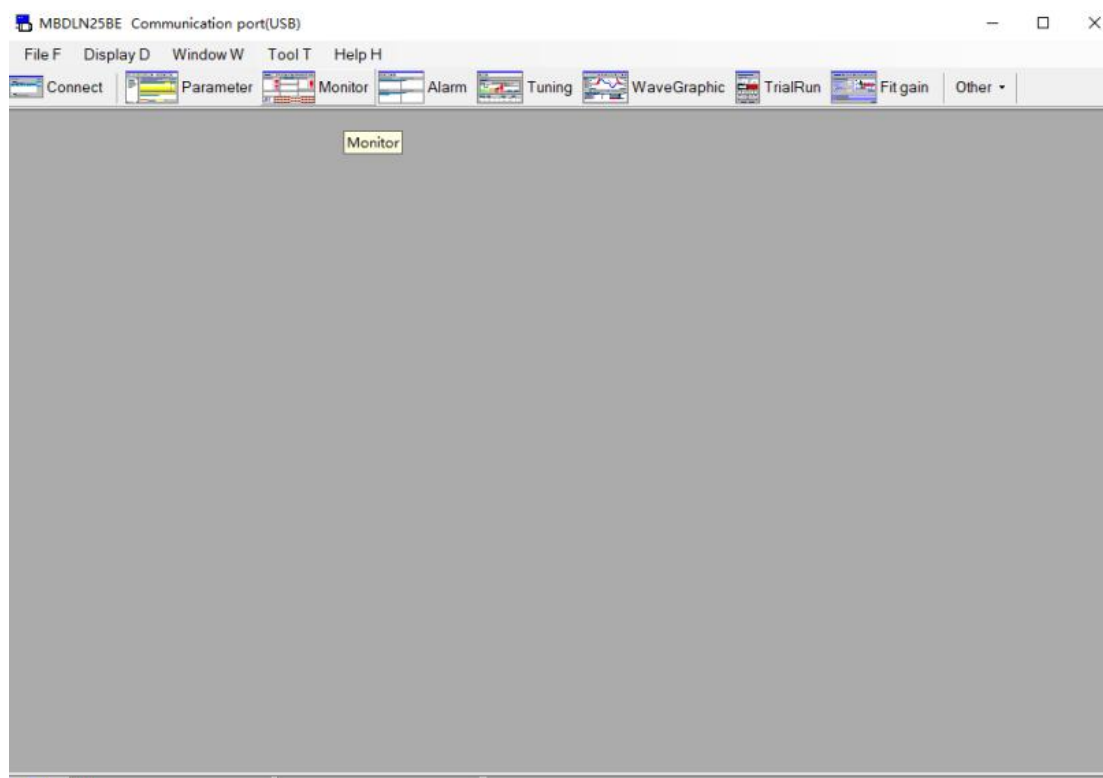 MBDLN25BE Communication port(USB)
File F Display D Window W Tool T Help H
Connect Parameter Monitor Alarm Tuning WaveGraphic TrialRun Fit gain Other
Monitor